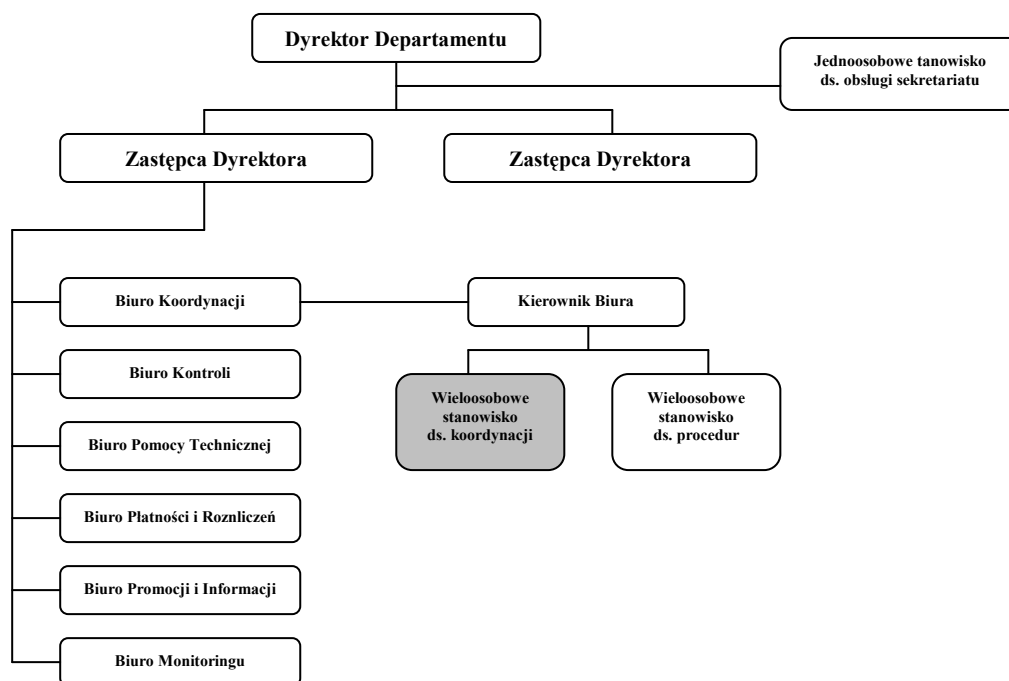 Dyrektor Departamentu
Jednoosobowe tanowisko
ds. obsługi sekretariatu
Zastępca Dyrektora
Zastępca Dyrektora
Biuro Koordynacji
Kierownik Biura
Biuro Kontroli
Wieloosobowe
stanowisko
ds. koordynacji
Wieloosobowe
stanowisko
ds. procedur
Biuro Pomocy Technicznej
Biuro Płatności i Roznliczeń
Biuro Promocji i Informacji
Biuro Monitoringu